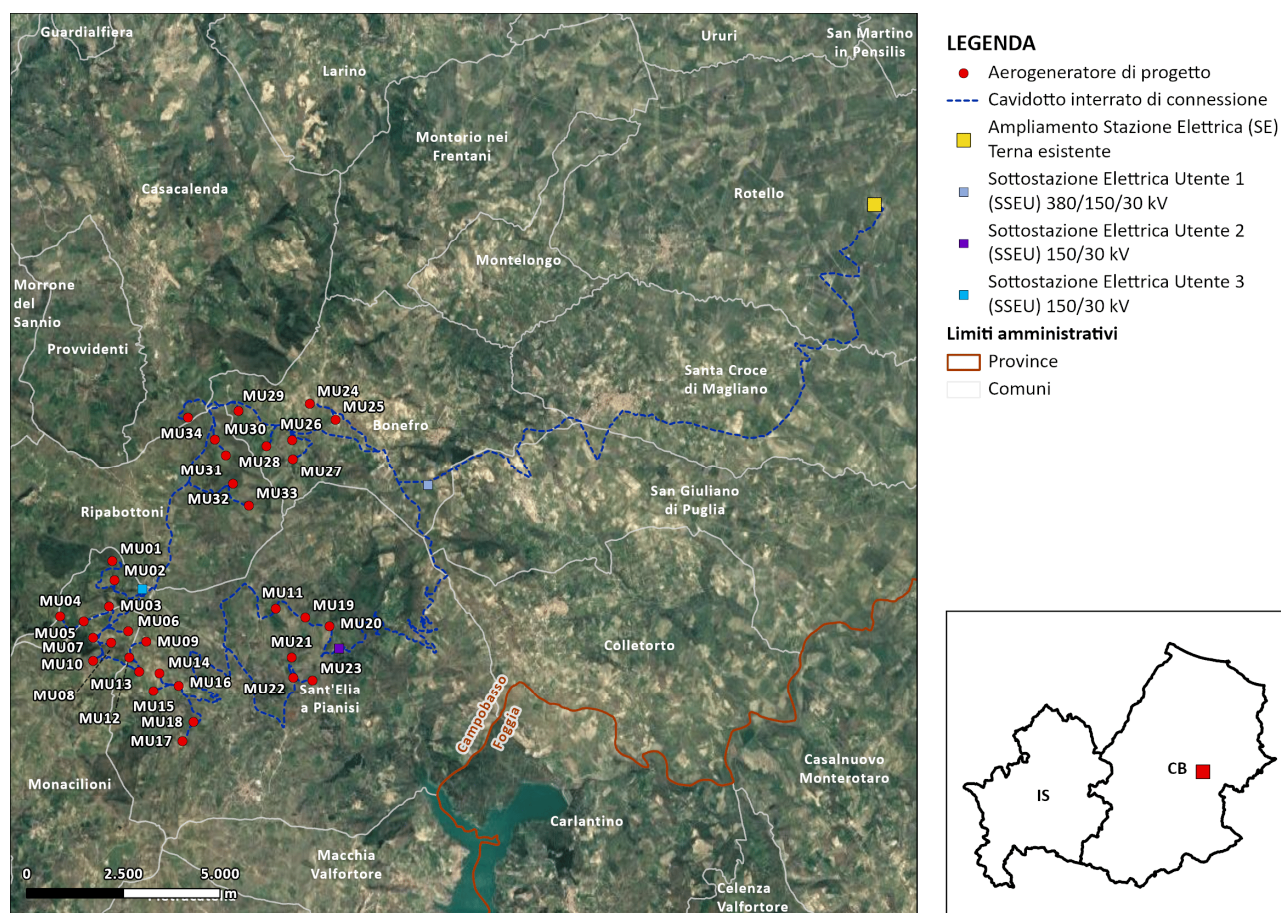 Guardialfiera
Ururi
San Martino
in Pensilis
Larino
Montorio nei
Frentani
Casacalenda
Rotello
Montelongo
Morrone
del
Sannio
Provvidenti
Santa Croce
di Magliano
MU29
MU24
MU25
MU34
MU30
MU26
Bonefro
MU31
MU28
MU27
MU32
MU33
San Giuliano
di Puglia
Ripabottoni
MU01
MU02
MU04
MU03
MU11
MU19
MU05
MU06
MU20
MU07
MU09
MU21
Colletorto
MU10
MU14
MU23
MU08
MU13
MU16
MU22
Sant'Elia
a Pianisi
MU12
MU15
MU18
MU17
Campobasso
Foggia
Monacilioni
Casalnuovo
Monterotaro
Carlantino
Macchia
Valfortore
Celenza
Valfortore
0 2.500 5.000
m
LEGENDA
Aerogeneratore di progetto
Cavidotto interrato di connessione
Ampliamento Stazione Elettrica (SE)
Terna esistente
Sottostazione Elettrica Utente 1
(SSEU) 380/150/30 kV
Sottostazione Elettrica Utente 2
(SSEU) 150/30 kV
Sottostazione Elettrica Utente 3
(SSEU) 150/30 kV
Limiti amministrativi
Province
Comuni
CB
IS